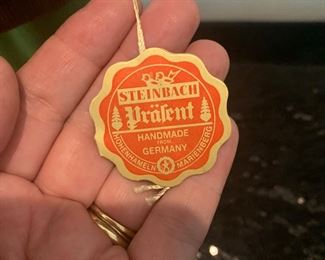 STEINBACH
Präsent
HANDMADE
FROM
GERMANY
HOHENHAMELN MARIENBERG